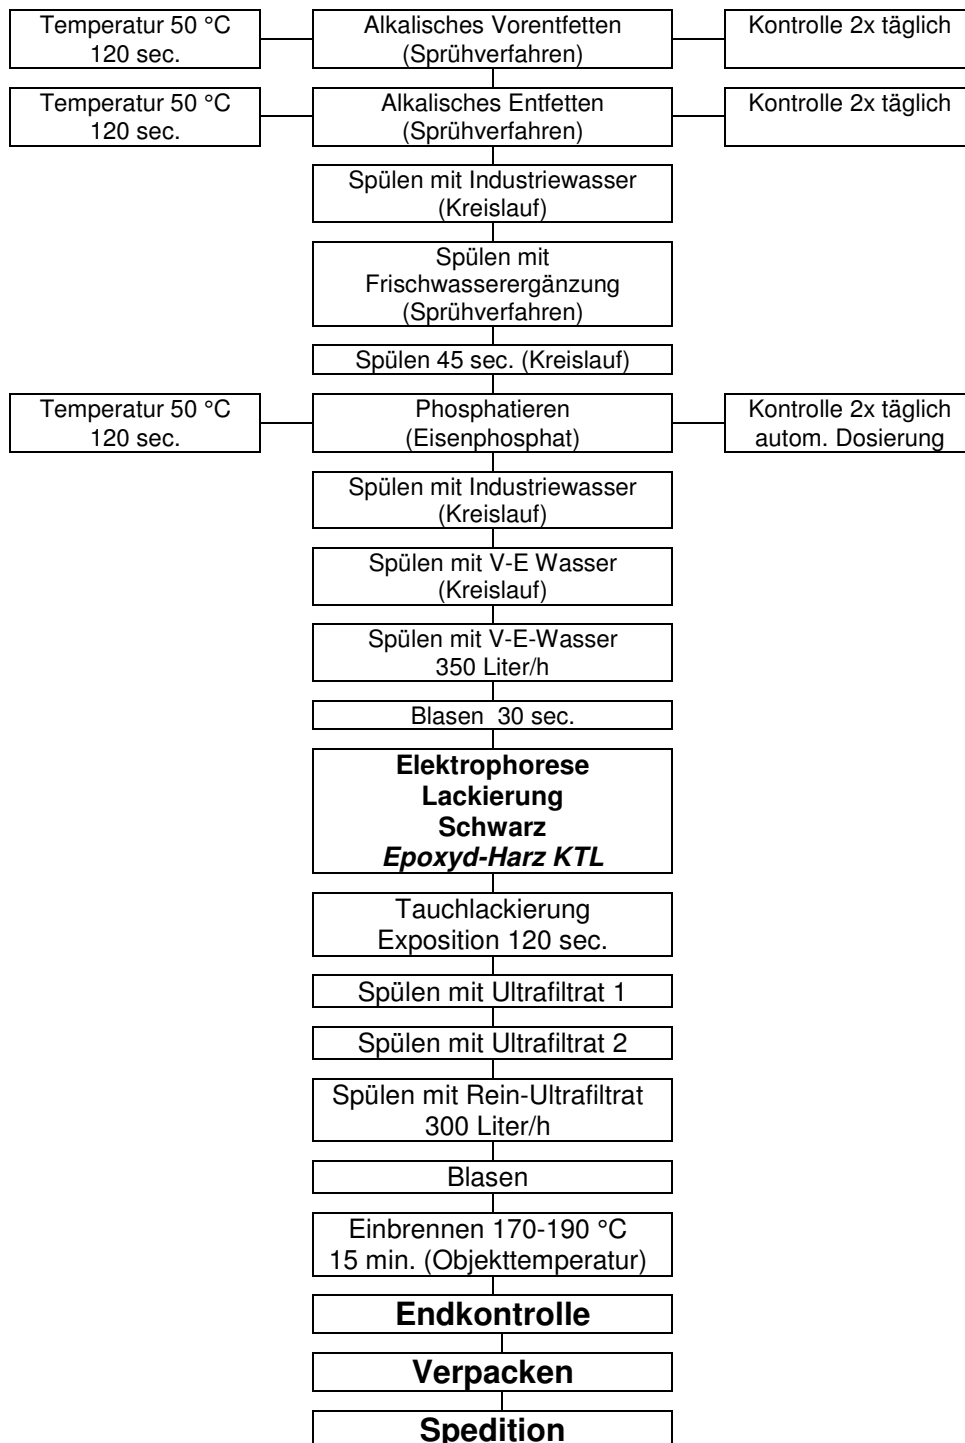 Temperatur 50 °C
120 sec.
Alkalisches Vorentfetten
(Sprühverfahren)
Kontrolle 2x täglich
Temperatur 50 °C
120 sec.
Alkalisches Entfetten
(Sprühverfahren)
Kontrolle 2x täglich
Spülen mit Industriewasser
(Kreislauf)
Spülen mit
Frischwasserergänzung
(Sprühverfahren)
Spülen 45 sec. (Kreislauf)
Temperatur 50 °C
120 sec.
Phosphatieren
(Eisenphosphat)
Kontrolle 2x täglich
autom. Dosierung
Spülen mit Industriewasser
(Kreislauf)
Spülen mit V-E Wasser
(Kreislauf)
Spülen mit V-E-Wasser
350 Liter/h
Blasen 30 sec.
Elektrophorese
Lackierung
Schwarz
Epoxyd-Harz KTL
Tauchlackierung
Exposition 120 sec.
Spülen mit Ultrafiltrat 1
Spülen mit Ultrafiltrat 2
Spülen mit Rein-Ultrafiltrat
300 Liter/h
Blasen
Einbrennen 170-190 °C
15 min. (Objekttemperatur)
Endkontrolle
Verpacken
Spedition